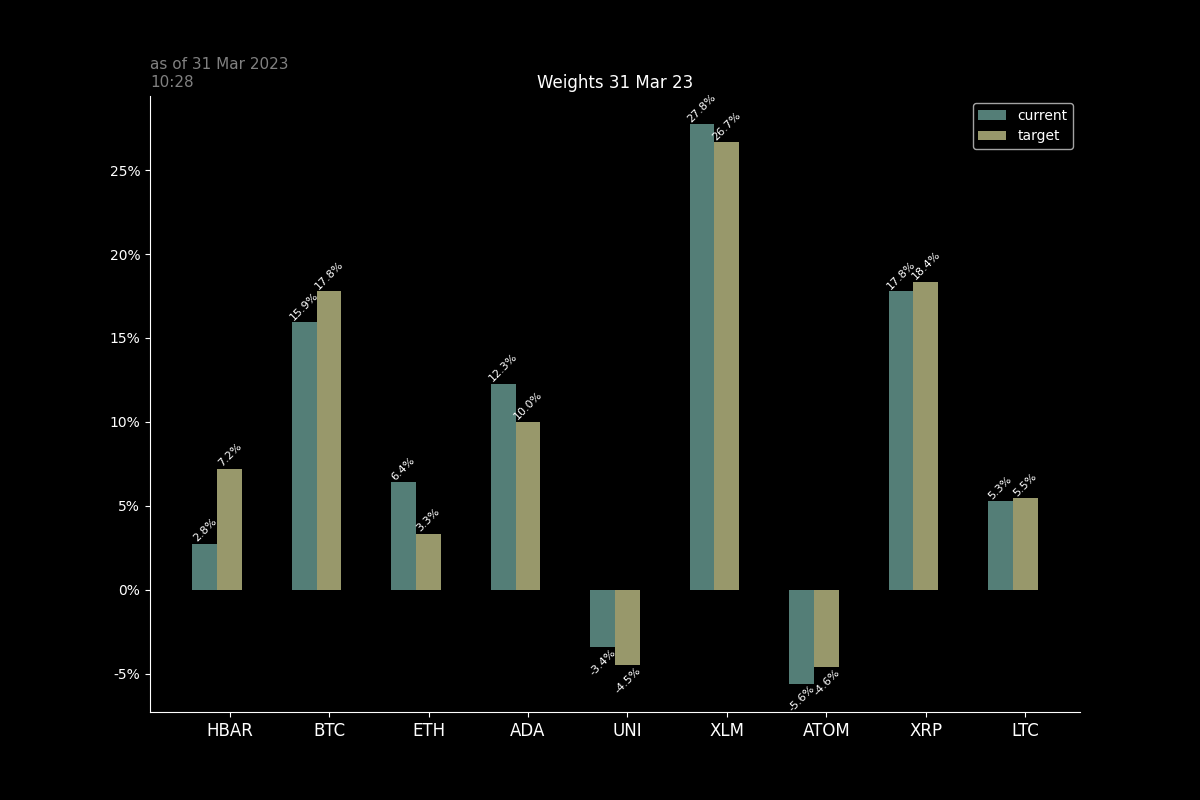 as of 31 Mar 2023
10:28
Weights 31 Mar 23
current
target
25%
20%
15%
10%
5%
0%
-5%
2.8%
7.2%
15.9%
17.8%
6.4%
3.3%
12.3%
10.0%
-3.4%
-4.5%
27.8%
26.7%
-5.6%
-4.6%
17.8%
18.4%
5.3%
5.5%
HBAR
BTC
ETH
ADA
UNI
XLM
ATOM
XRP
LTC